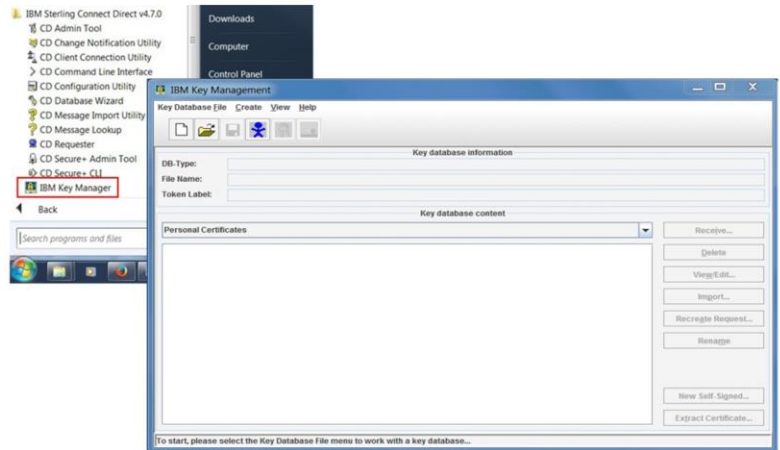 IBM Sterling Connect Direct v4.7.0
CD Admin Tool
CD Change Notification Utility
CD Client Connection Utility
CD Command Line Interface
CD Configuration Utility
CD Database Wizard
CD Message Import Utility
CD Message Lookup
CD Requester
CD Secure+ Admin Tool
CD Secure+ CLI
IBM Key Manager
Back
Search programs and files
Downloads
Computer
Control Panel
IBM Key Management
Key Database File Create View Help
Key database information
DB-Type:
File Name:
Token Label:
Key database content
Personal Certificates
Receive...
Delete
View/Edit...
Import...
Recreate Request...
Rename
New Self-Signed...
Extract Certificate...
To start, please select the Key Database File menu to work with a key database...